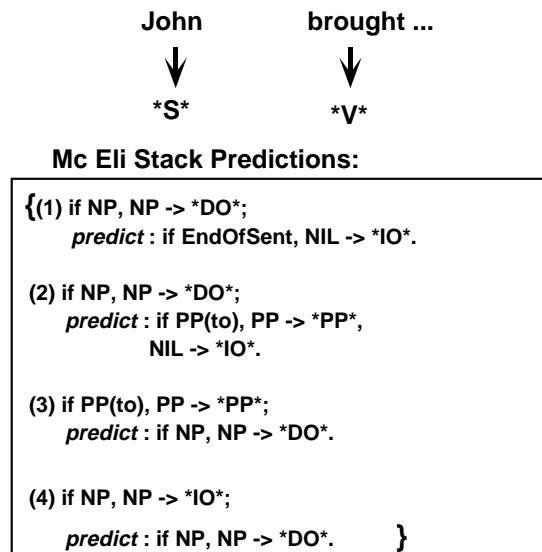 John brought ...
*S* *V*
Mc Eli Stack Predictions:
{(1) if NP, NP -> *DO*;
predict : if EndOfSent, NIL -> *IO*.
(2) if NP, NP -> *DO*;
predict : if PP(to), PP -> *PP*,
NIL -> *IO*.
(3) if PP(to), PP -> *PP*;
predict : if NP, NP -> *DO*.
(4) if NP, NP -> *IO*;
predict : if NP, NP -> *DO*. }